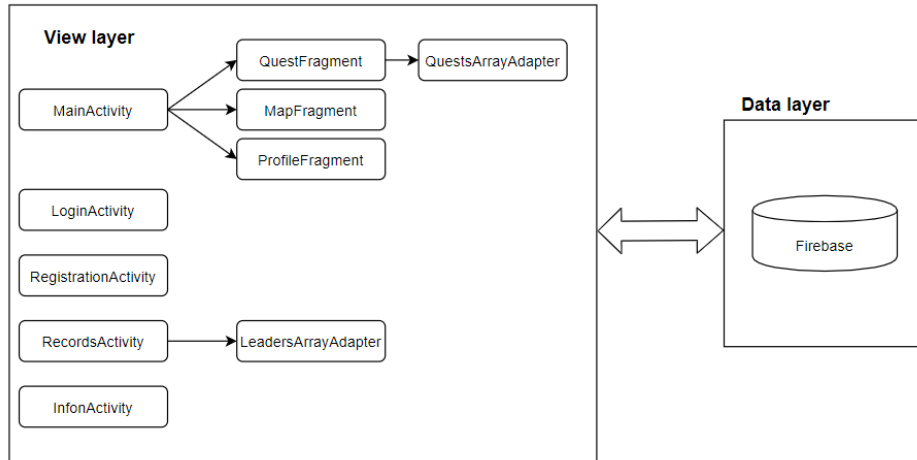 View layer
QuestFragment
QuestsArrayAdapter
MainActivity
MapFragment
ProfileFragment
LoginActivity
RegistrationActivity
RecordsActivity
LeadersArrayAdapter
InfonActivity
Data layer
Firebase